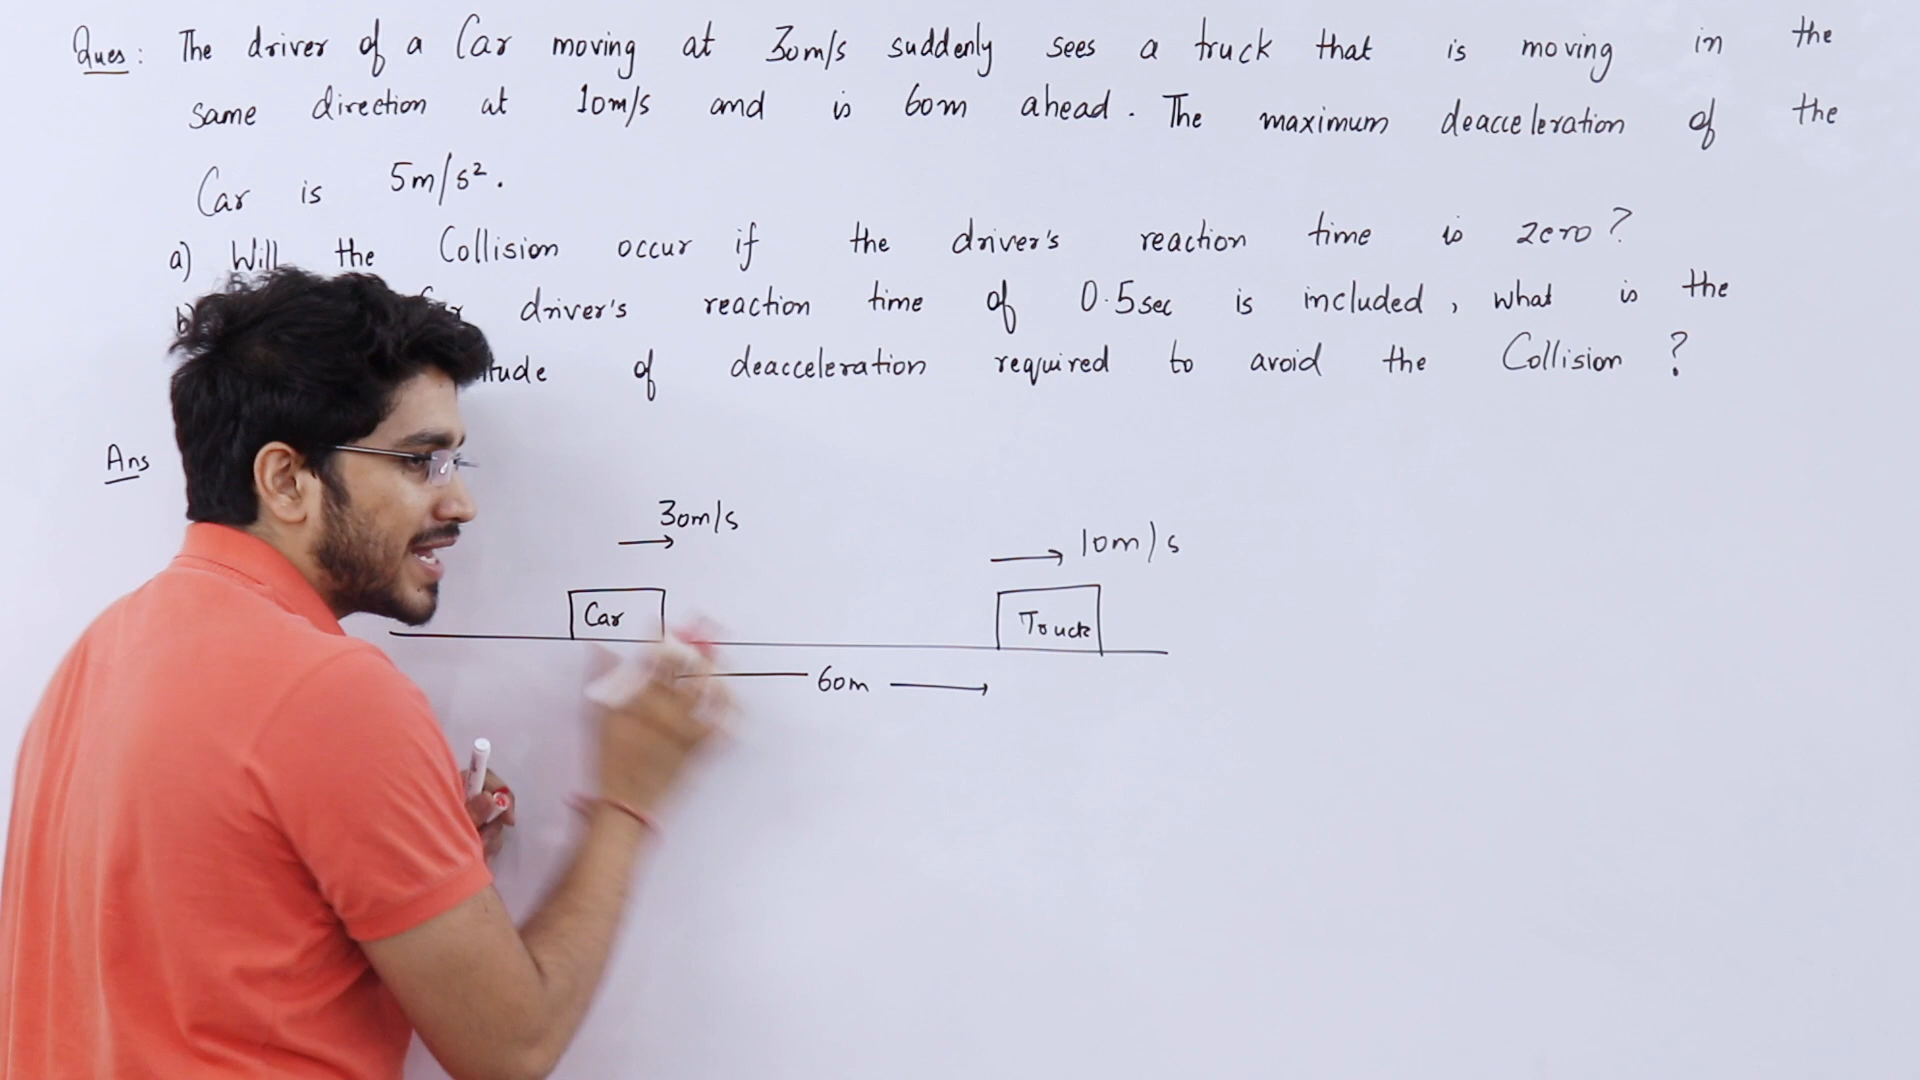 Ques: The driver of a Car moving at 30m/s suddenly sees a truck that is moving in the
same direction at 10m/s and is 60m ahead. The maximum deacceleration of the
Car is 5m/s².
a) Will the Collision occur if the driver's reaction time is zero?
b) driver's reaction time of 0.5sec is included, what is the
of deacceleration required to avoid the Collision?
Ans
30m/s
10m/s
Car
Truck
60m